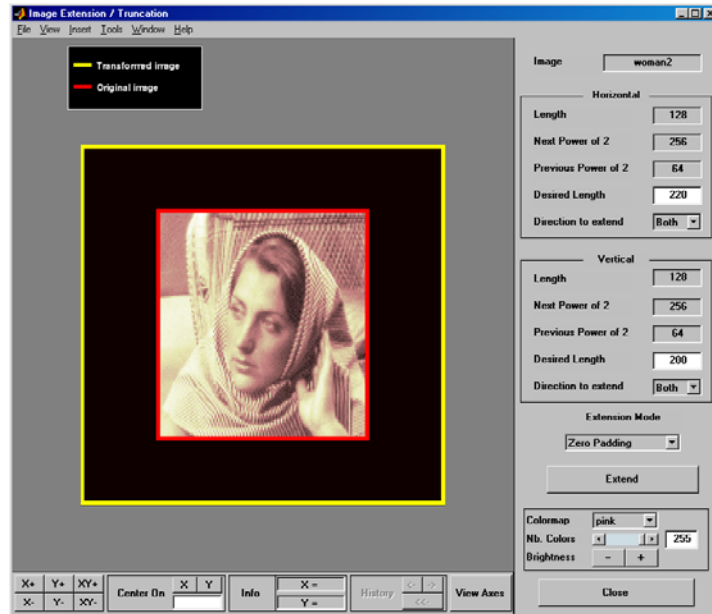 Image Extension / Truncation
File View Insert Tools Window Help
Transformed image
Original image
Image woman2
Horizontal
Length 128
Next Power of 2 256
Previous Power of 2 64
Desired Length 220
Direction to extend Both
Vertical
Length 128
Next Power of 2 256
Previous Power of 2 64
Desired Length 200
Direction to extend Both
Extension Mode
Zero Padding
Extend
Colormap pink
Nb. Colors 255
Brightness - +
Close
X+ Y+ XY+
X- Y- XY-
Center On X Y
Info X =
Y =
History <- ->
<<-
View Axes